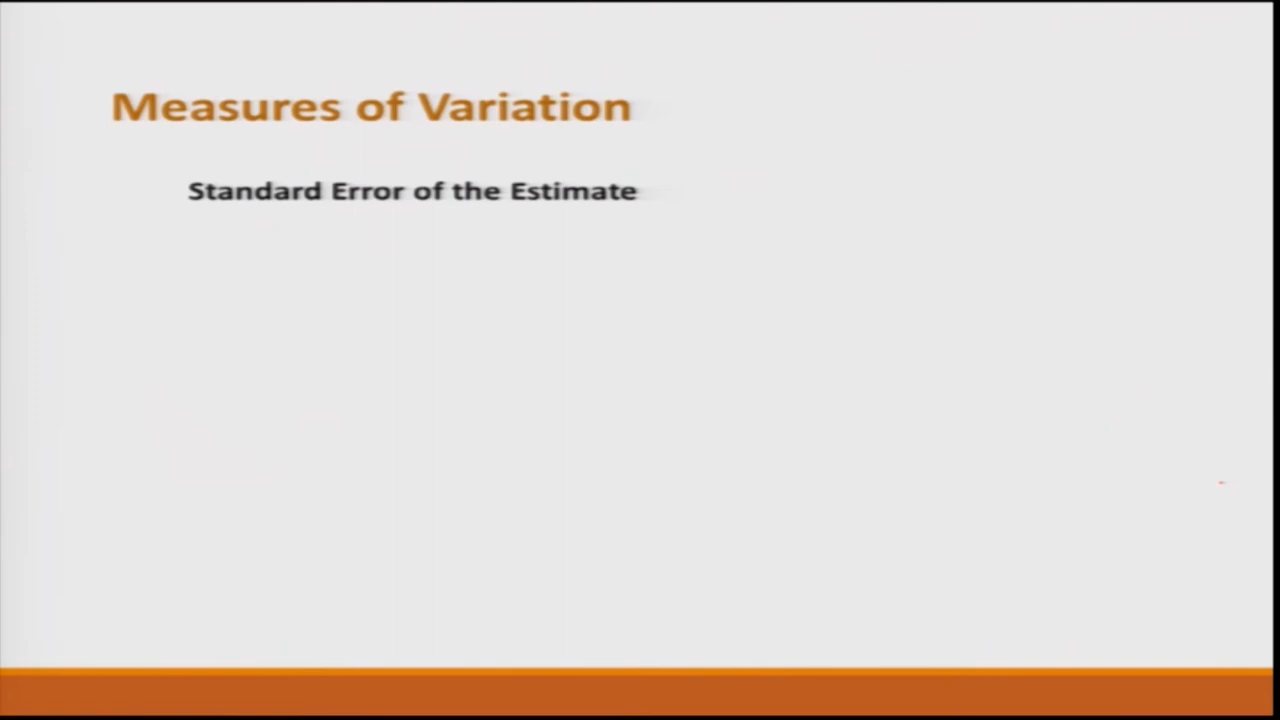 Measures of Variation
Standard Error of the Estimate